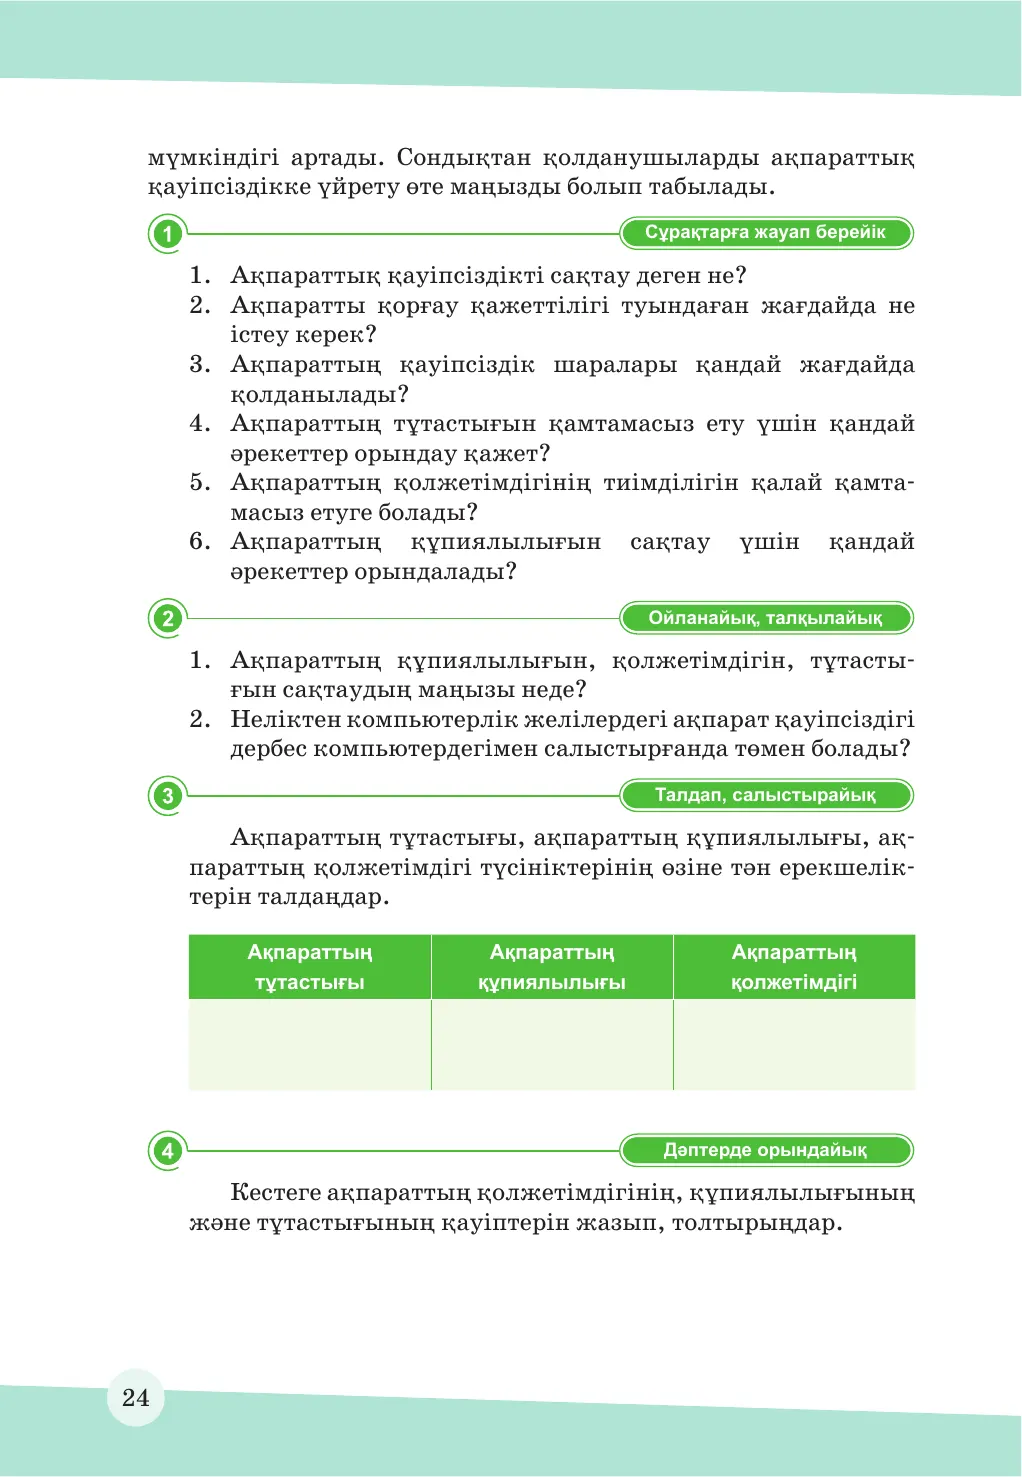 мүмкіндігі артады. Сондықтан қолданушыларды ақпараттық
қауіпсіздікке үйрету өте маңызды болып табылады.
1
Сұрақтарға жауап берейік
1. Ақпараттық қауіпсіздікті сақтау деген не?
2. Ақпаратты қорғау қажеттілігі туындаған жағдайда не
істеу керек?
3. Ақпараттың қауіпсіздік шаралары қандай жағдайда
қолданылады?
4. Ақпараттың тұтастығын қамтамасыз ету үшін қандай
әрекеттер орындау қажет?
5. Ақпараттың қолжетімдігінің тиімділігін қалай қамта-
масыз етуге болады?
6. Ақпараттың құпиялылығын сақтау үшін қандай
әрекеттер орындалады?
2
Ойланайық, талқылайық
1. Ақпараттың құпиялылығын, қолжетімдігін, тұтасты-
ғын сақтаудың маңызы неде?
2. Неліктен компьютерлік желілердегі ақпарат қауіпсіздігі
дербес компьютердегімен салыстырғанда төмен болады?
3
Талдап, салыстырайық
Ақпараттың тұтастығы, ақпараттың құпиялылығы, ақ-
параттың қолжетімдігі түсініктерінің өзіне тән ерекшелік-
терін талдаңдар.
Ақпараттың
тұтастығы
Ақпараттың
құпиялылығы
Ақпараттың
қолжетімдігі
4
Дәптерде орындайық
Кестеге ақпараттың қолжетімдігінің, құпиялылығының
және тұтастығының қауіптерін жазып, толтырыңдар.
24